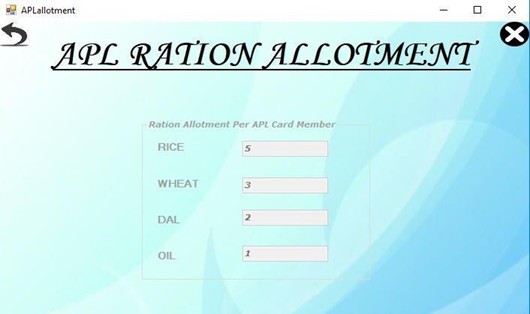 APLallotment
APL RATION ALLOTMENT
Ration Allotment Per APL Card Member
RICE 5
WHEAT 3
DAL 2
OIL 1